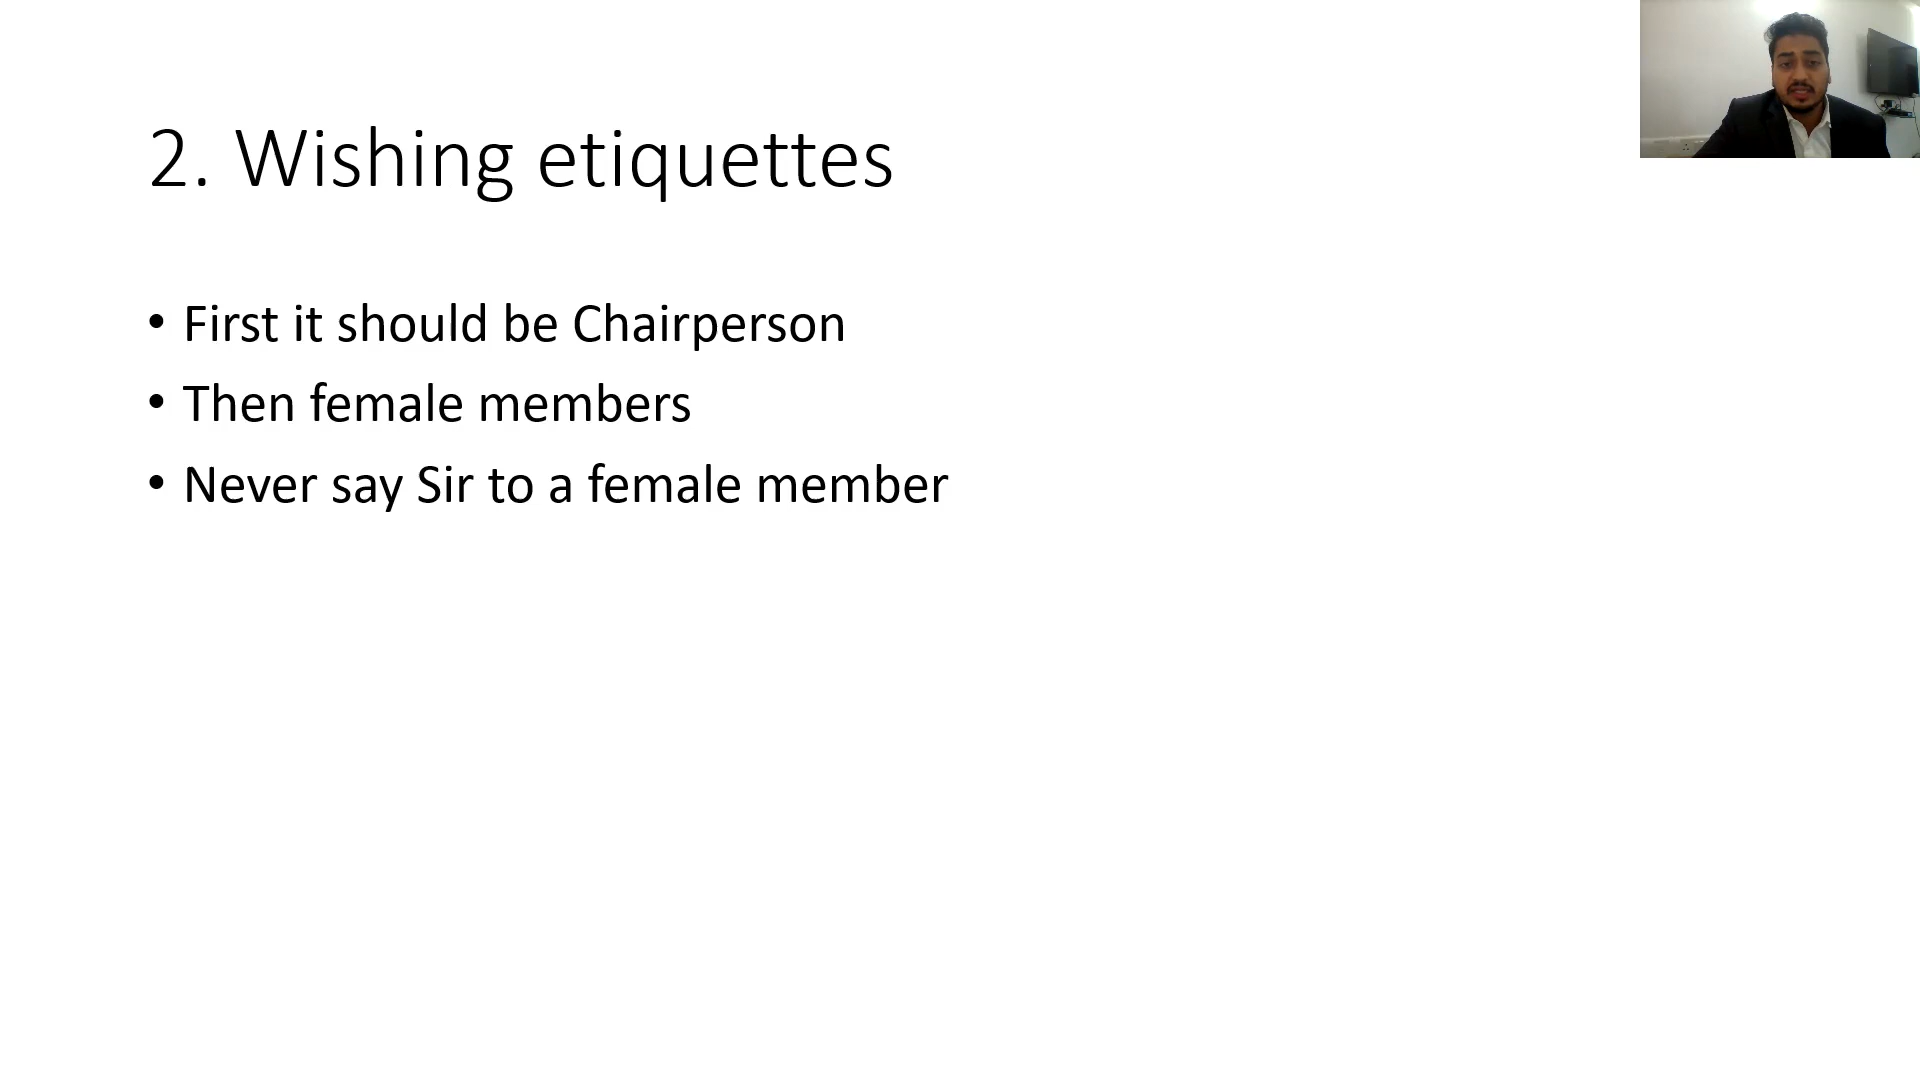 2. Wishing etiquettes
• First it should be Chairperson
• Then female members
• Never say Sir to a female member